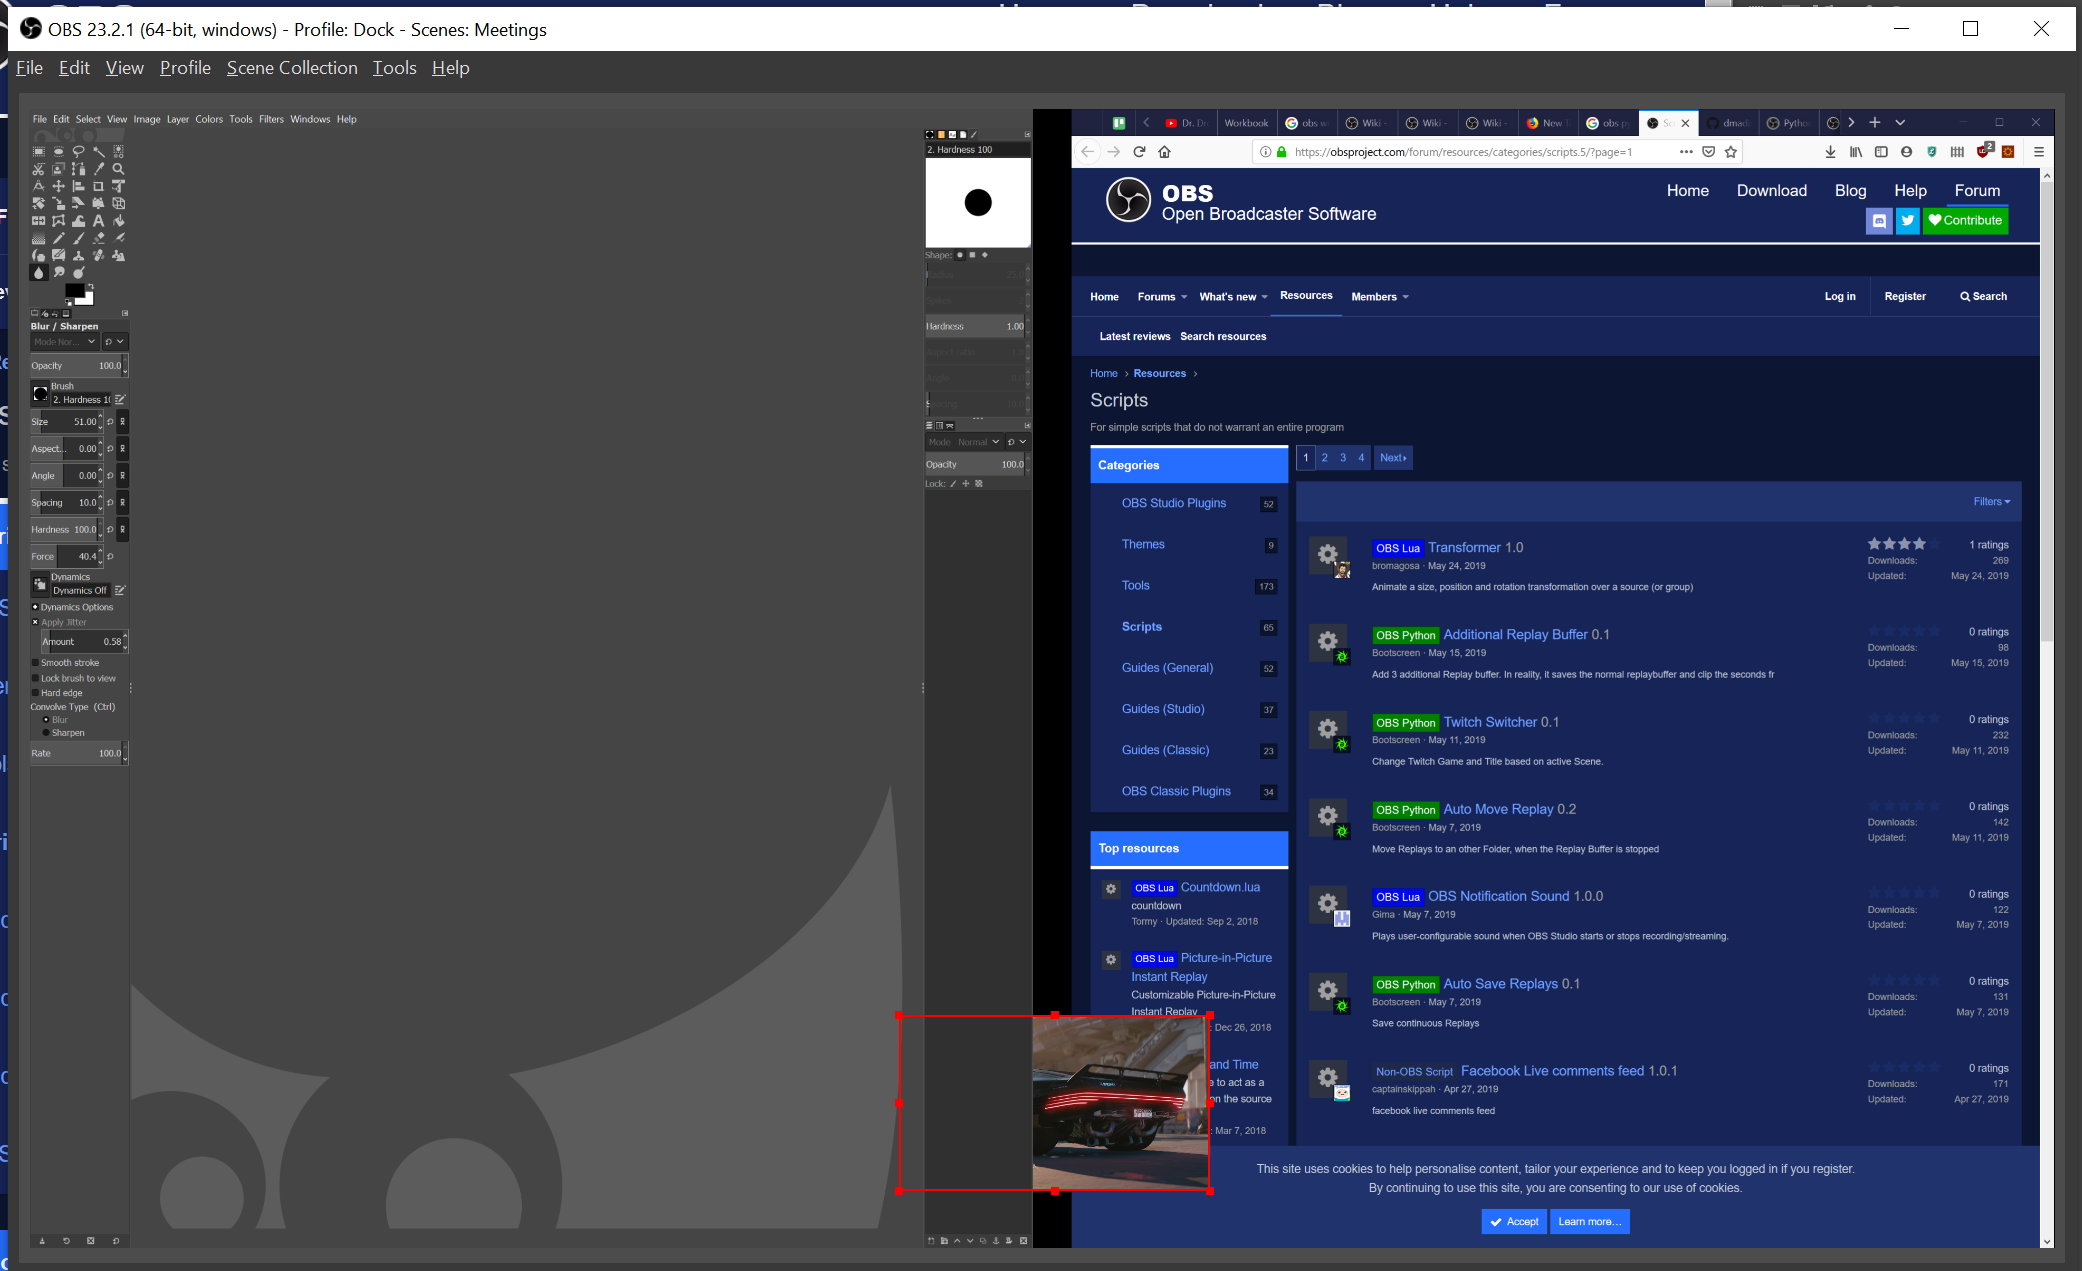 OBS 23.2.1 (64-bit, windows) - Profile: Dock - Scenes: Meetings
File Edit View Profile Scene Collection Tools Help
File Edit Select View Image Layer Colors Tools Filters Windows Help
Blur / Sharpen
Mode Nor...
Opacity 100.0
Brush
2. Hardness 10
Size 51.00
Aspect... 0.00
Angle 0.00
Spacing 10.0
Hardness 100.0
Force 40.4
Dynamics
Dynamics Off
Dynamics Options
Apply Jitter
Amount 0.58
Smooth stroke
Lock brush to view
Hard edge
Convolve Type (Ctrl)
Blur
Sharpen
Rate 100.0
2. Hardness 100
Shape:
Hardness 1.00
Mode Normal
Opacity 100.0
Lock:
Dr. Dr
Workbook
obs w
Wiki
Wiki
Wiki
New
obs p
Sc
dmad
Pytho
https://obsproject.com/forum/resources/categories/scripts.5/?page=1
2
OBS
Open Broadcaster Software
Home Download Blog Help Forum
Contribute
Home Forums What's new Resources Members
Log in Register Search
Latest reviews Search resources
Home › Resources ›
Scripts
For simple scripts that do not warrant an entire program
Categories
OBS Studio Plugins 52
Themes 9
Tools 173
Scripts 65
Guides (General) 52
Guides (Studio) 37
Guides (Classic) 23
OBS Classic Plugins 34
Top resources
OBS Lua Countdown.lua
countdown
Tormy · Updated: Sep 2, 2018
OBS Lua Picture-in-Picture
Instant Replay
Customizable Picture-in-Picture
Instant Replay
: Dec 26, 2018
and Time
e to act as a
on the source
: Mar 7, 2018
1 2 3 4 Next
Filters
OBS Lua Transformer 1.0
bromagosa · May 24, 2019
Animate a size, position and rotation transformation over a source (or group)
1 ratings
Downloads: 269
Updated: May 24, 2019
OBS Python Additional Replay Buffer 0.1
Bootscreen · May 15, 2019
Add 3 additional Replay buffer. In reality, it saves the normal replaybuffer and clip the seconds fr
0 ratings
Downloads: 98
Updated: May 15, 2019
OBS Python Twitch Switcher 0.1
Bootscreen · May 11, 2019
Change Twitch Game and Title based on active Scene.
0 ratings
Downloads: 232
Updated: May 11, 2019
OBS Python Auto Move Replay 0.2
Bootscreen · May 7, 2019
Move Replays to an other Folder, when the Replay Buffer is stopped
0 ratings
Downloads: 142
Updated: May 11, 2019
OBS Lua OBS Notification Sound 1.0.0
Gima · May 7, 2019
Plays user-configurable sound when OBS Studio starts or stops recording/streaming.
0 ratings
Downloads: 122
Updated: May 7, 2019
OBS Python Auto Save Replays 0.1
Bootscreen · May 7, 2019
Save continuous Replays
0 ratings
Downloads: 131
Updated: May 7, 2019
Non-OBS Script Facebook Live comments feed 1.0.1
captainskippah · Apr 27, 2019
facebook live comments feed
0 ratings
Downloads: 171
Updated: Apr 27, 2019
This site uses cookies to help personalise content, tailor your experience and to keep you logged in if you register.
By continuing to use this site, you are consenting to our use of cookies.
Accept Learn more...